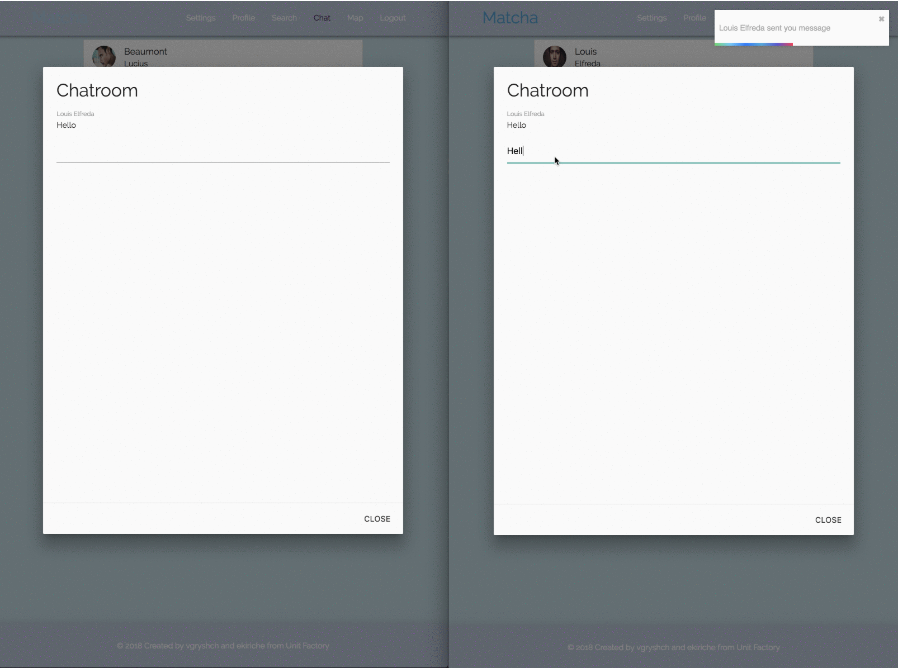 Settings Profile Search Chat Map Logout
Beaumont
Lucius
Chatroom
Louis Elfreda
Hello
CLOSE
© 2018 Created by vgryshch and ekiriche from Unit Factory
Matcha
Settings Profile
Louis Elfreda sent you message
Louis
Elfreda
Chatroom
Louis Elfreda
Hello
Hell
CLOSE
© 2018 Created by vgryshch and ekiriche from Unit Factory